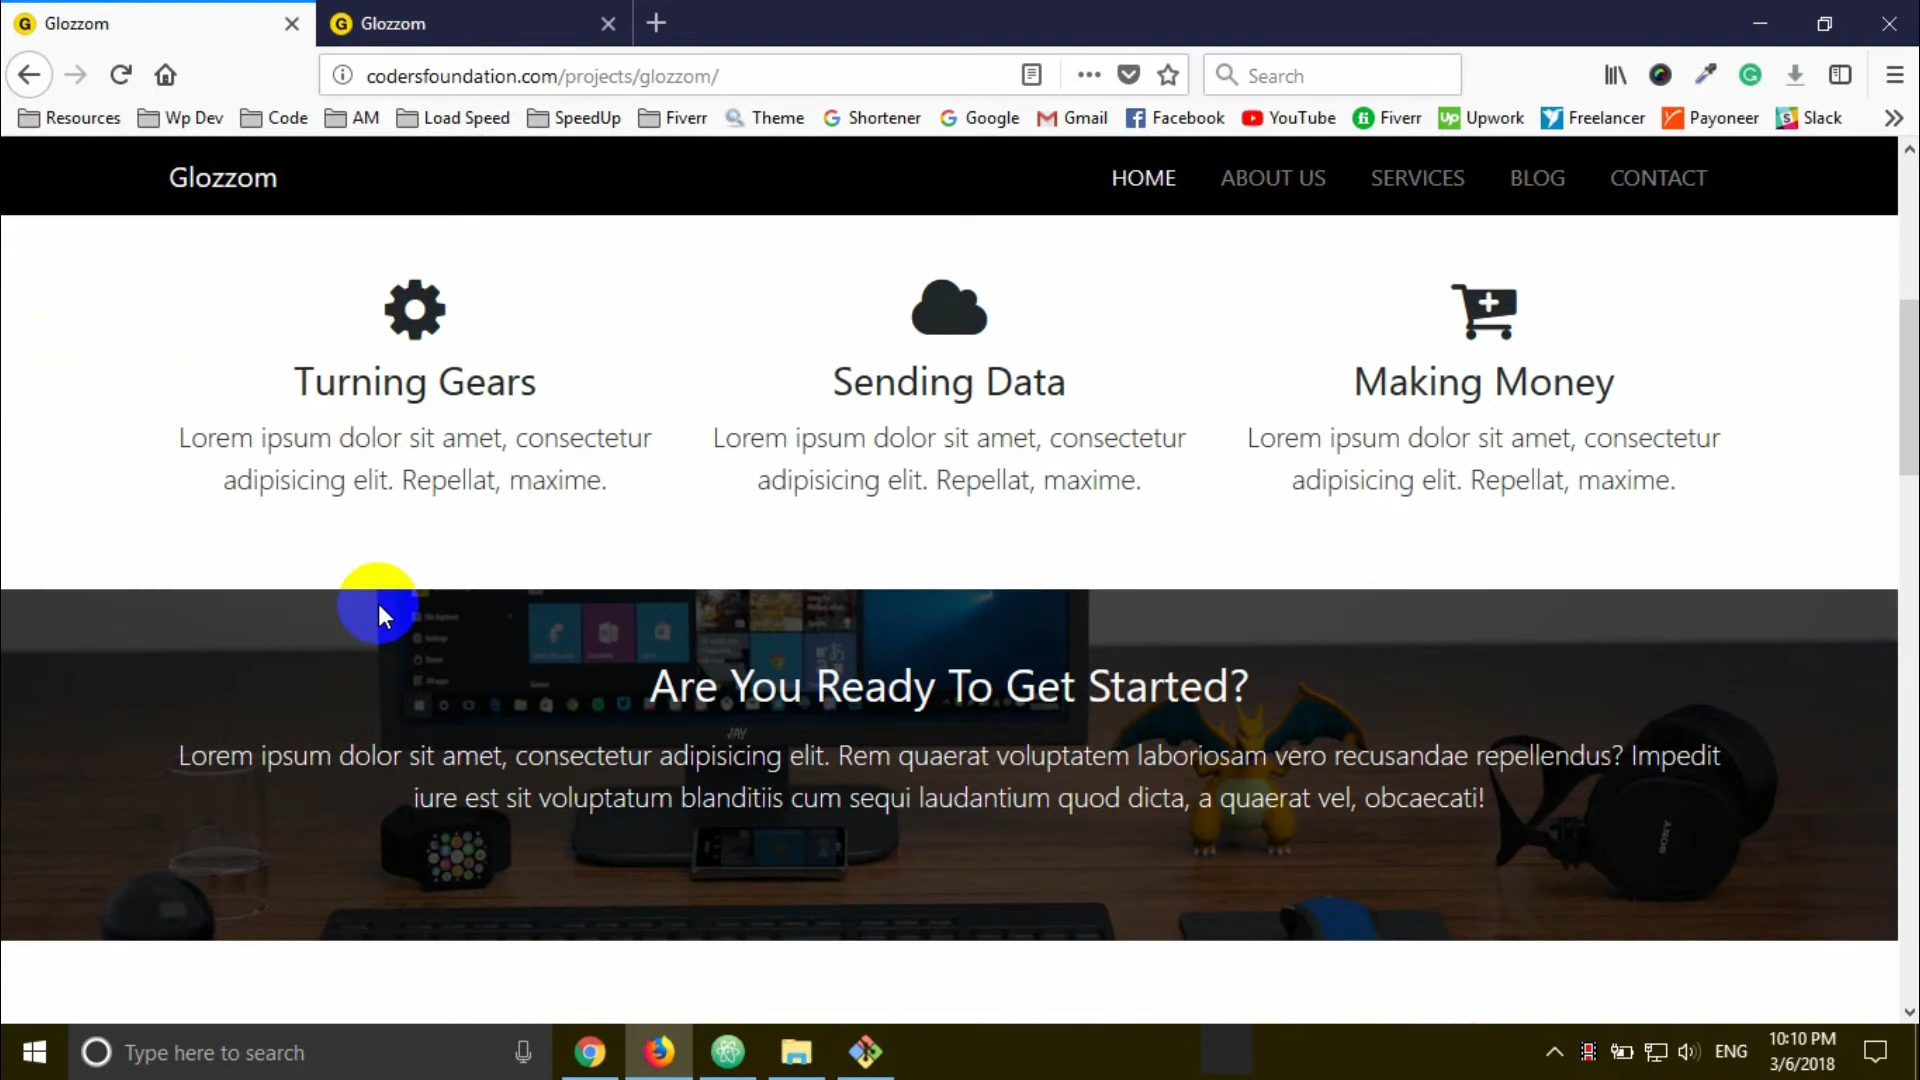 Glozzom
Glozzom
codersfoundation.com/projects/glozzom/
Search
Resources
Wp Dev
Code
AM
Load Speed
SpeedUp
Fiverr
Theme
Shortener
Google
Gmail
Facebook
YouTube
Fiverr
Upwork
Freelancer
Payoneer
Slack
Glozzom
HOME
ABOUT US
SERVICES
BLOG
CONTACT
Turning Gears
Lorem ipsum dolor sit amet, consectetur
adipisicing elit. Repellat, maxime.
Sending Data
Lorem ipsum dolor sit amet, consectetur
adipisicing elit. Repellat, maxime.
Making Money
Lorem ipsum dolor sit amet, consectetur
adipisicing elit. Repellat, maxime.
Are You Ready To Get Started?
JAY
Lorem ipsum dolor sit amet, consectetur adipisicing elit. Rem quaerat voluptatem laboriosam vero recusandae repellendus? Impedit
iure est sit voluptatum blanditiis cum sequi laudantium quod dicta, a quaerat vel, obcaecati!
SONY
Type here to search
ENG
10:10 PM
3/6/2018